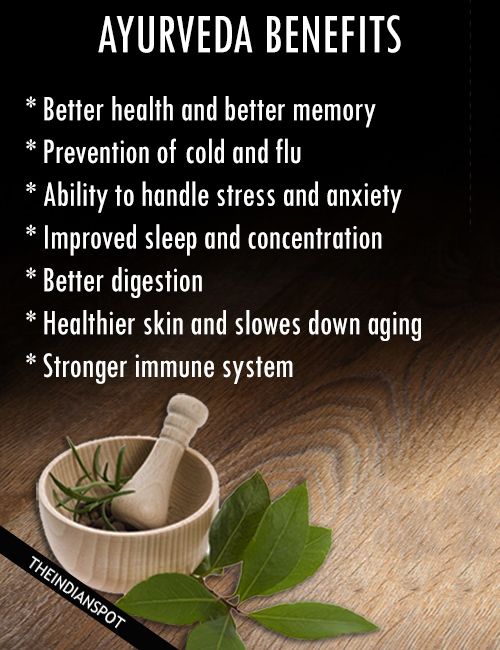 AYURVEDA BENEFITS
* Better health and better memory
* Prevention of cold and flu
* Ability to handle stress and anxiety
* Improved sleep and concentration
* Better digestion
* Healthier skin and slowes down aging
* Stronger immune system
THEINDIANSPOT